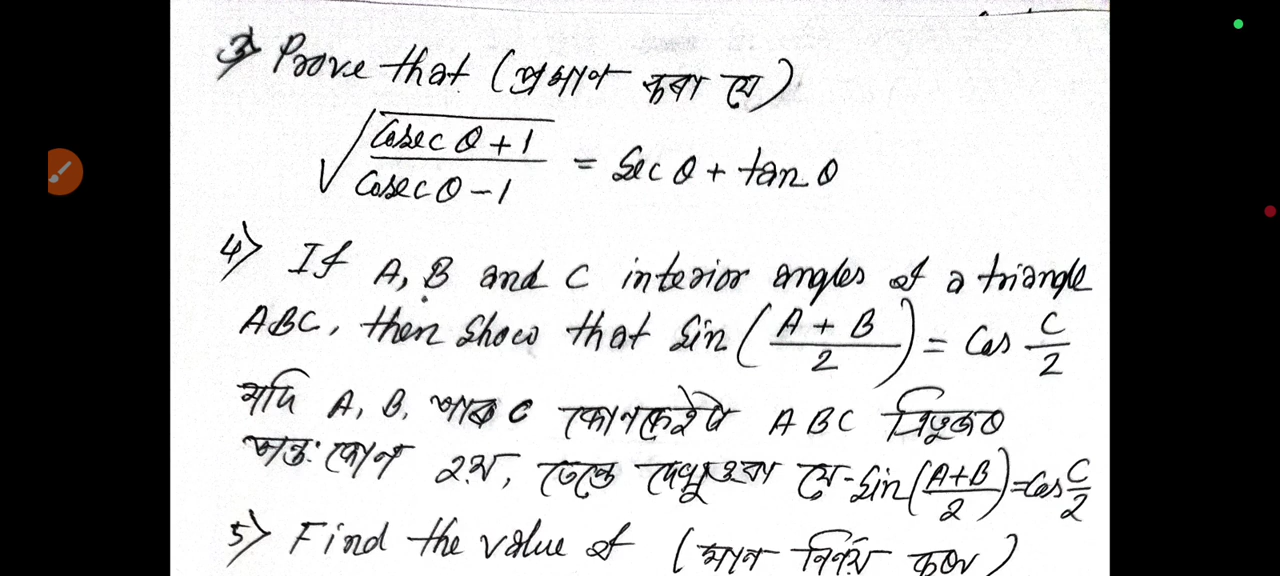 3) Prove that (প্ৰমাণ কৰা যে)
√((Cosec θ + 1)/(Cosec θ - 1)) = Sec θ + tan θ
4) If A, B and C interior angles of a triangle
ABC, then Show that Sin((A + B)/2) = Cos C/2
যদি A, B, আৰু C কোণকেইটা ABC ত্ৰিভুজৰ
অন্তঃকোণ হয়, তেন্তে দেখুওৱা যে - Sin((A+B)/2) = Cos C/2
5) Find the value of (মান নিৰ্ণয় কৰা)